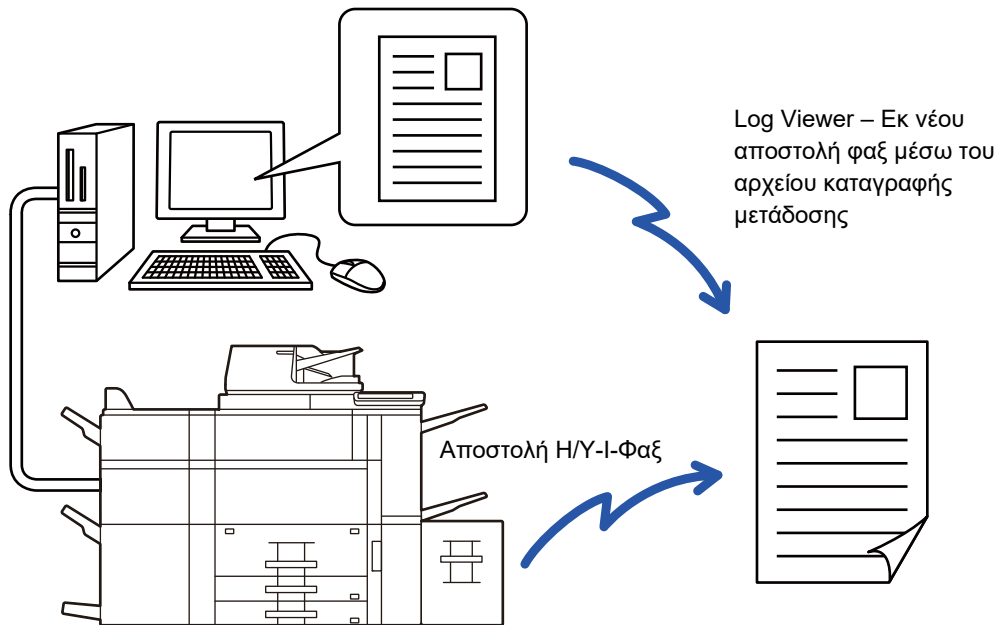 Log Viewer – Εκ νέου
αποστολή φαξ μέσω του
αρχείου καταγραφής
μετάδοσης
Αποστολή Η/Υ-Ι-Φαξ